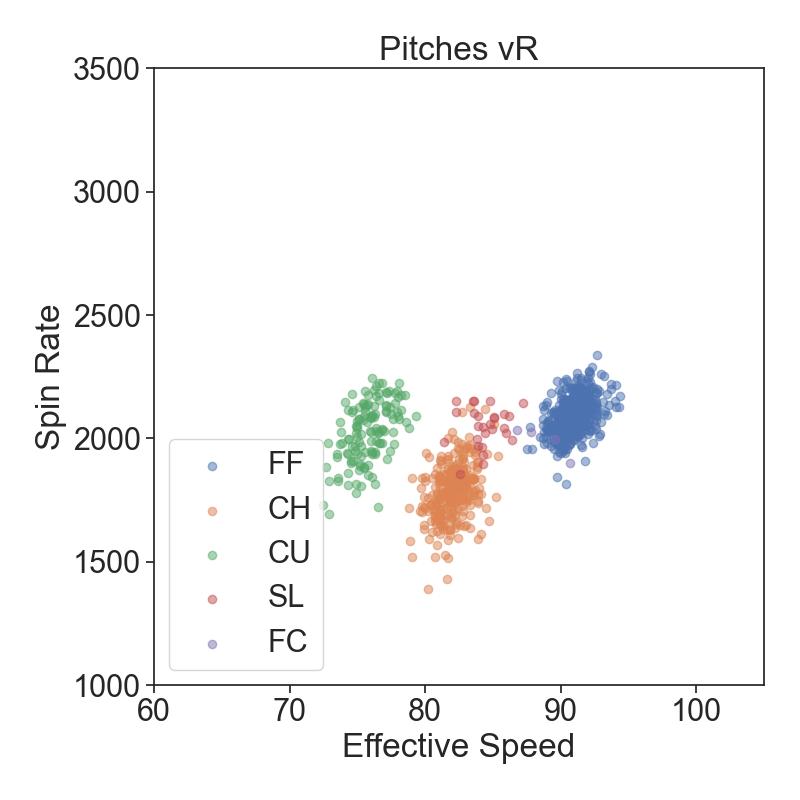 Pitches vR
3500
3000
2500
2000
1500
1000
Spin Rate
FF
CH
CU
SL
FC
60 70 80 90 100
Effective Speed